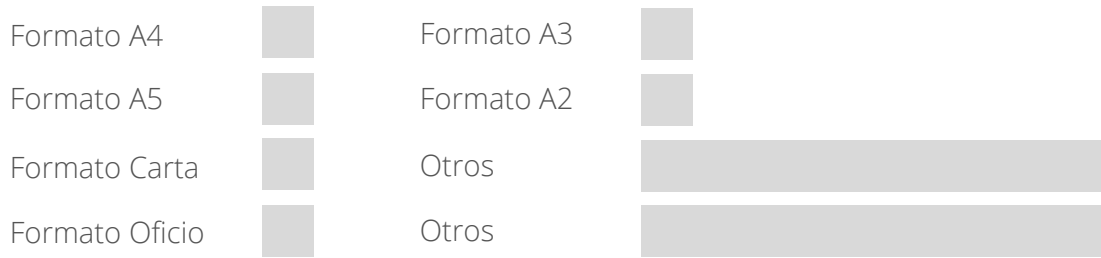 Formato A4
Formato A3
Formato A5
Formato A2
Formato Carta
Otros
Formato Oficio
Otros